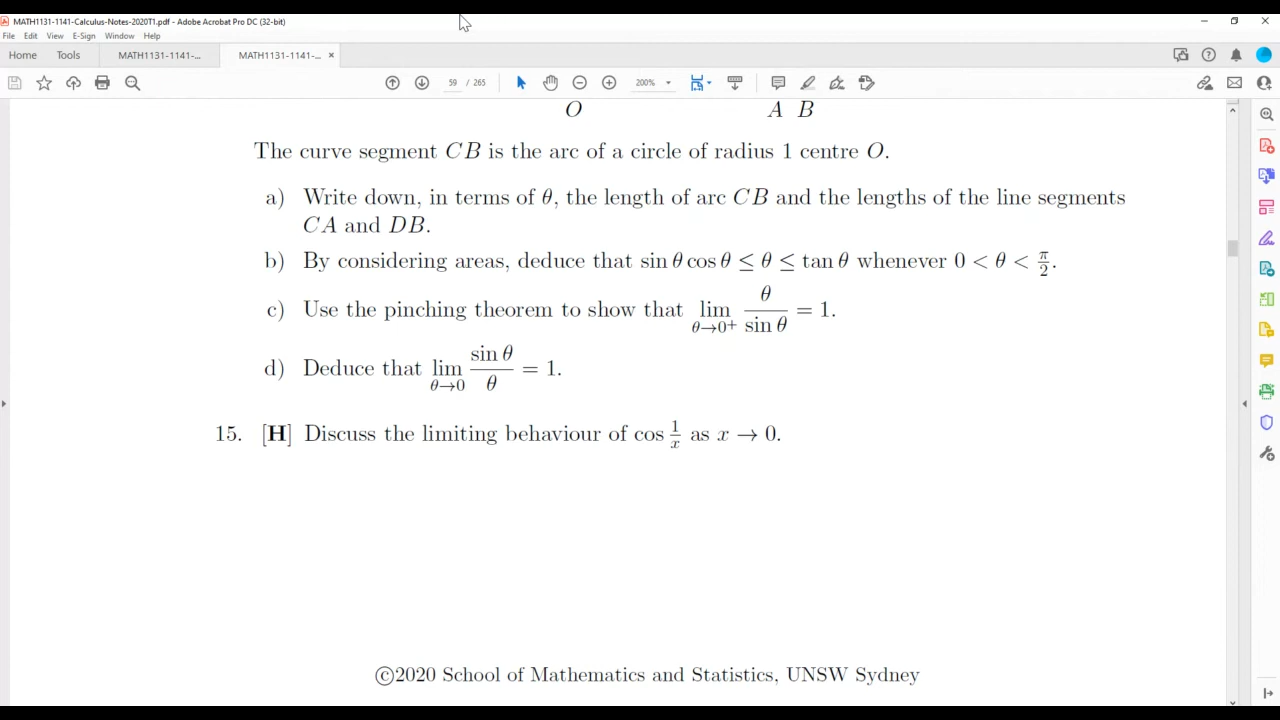 MATH1131-1141-Calculus-Notes-2020T1.pdf - Adobe Acrobat Pro DC (32-bit)
File Edit View E-Sign Window Help
Home Tools MATH1131-1141-... MATH1131-1141-... ×
59 / 265 200%
O A B
The curve segment CB is the arc of a circle of radius 1 centre O.
a) Write down, in terms of θ, the length of arc CB and the lengths of the line segments
CA and DB.
b) By considering areas, deduce that sin θ cos θ ≤ θ ≤ tan θ whenever 0 < θ < π/2.
c) Use the pinching theorem to show that lim θ→0+ θ/sin θ = 1.
d) Deduce that lim θ→0 sin θ/θ = 1.
15. [H] Discuss the limiting behaviour of cos 1/x as x → 0.
©2020 School of Mathematics and Statistics, UNSW Sydney